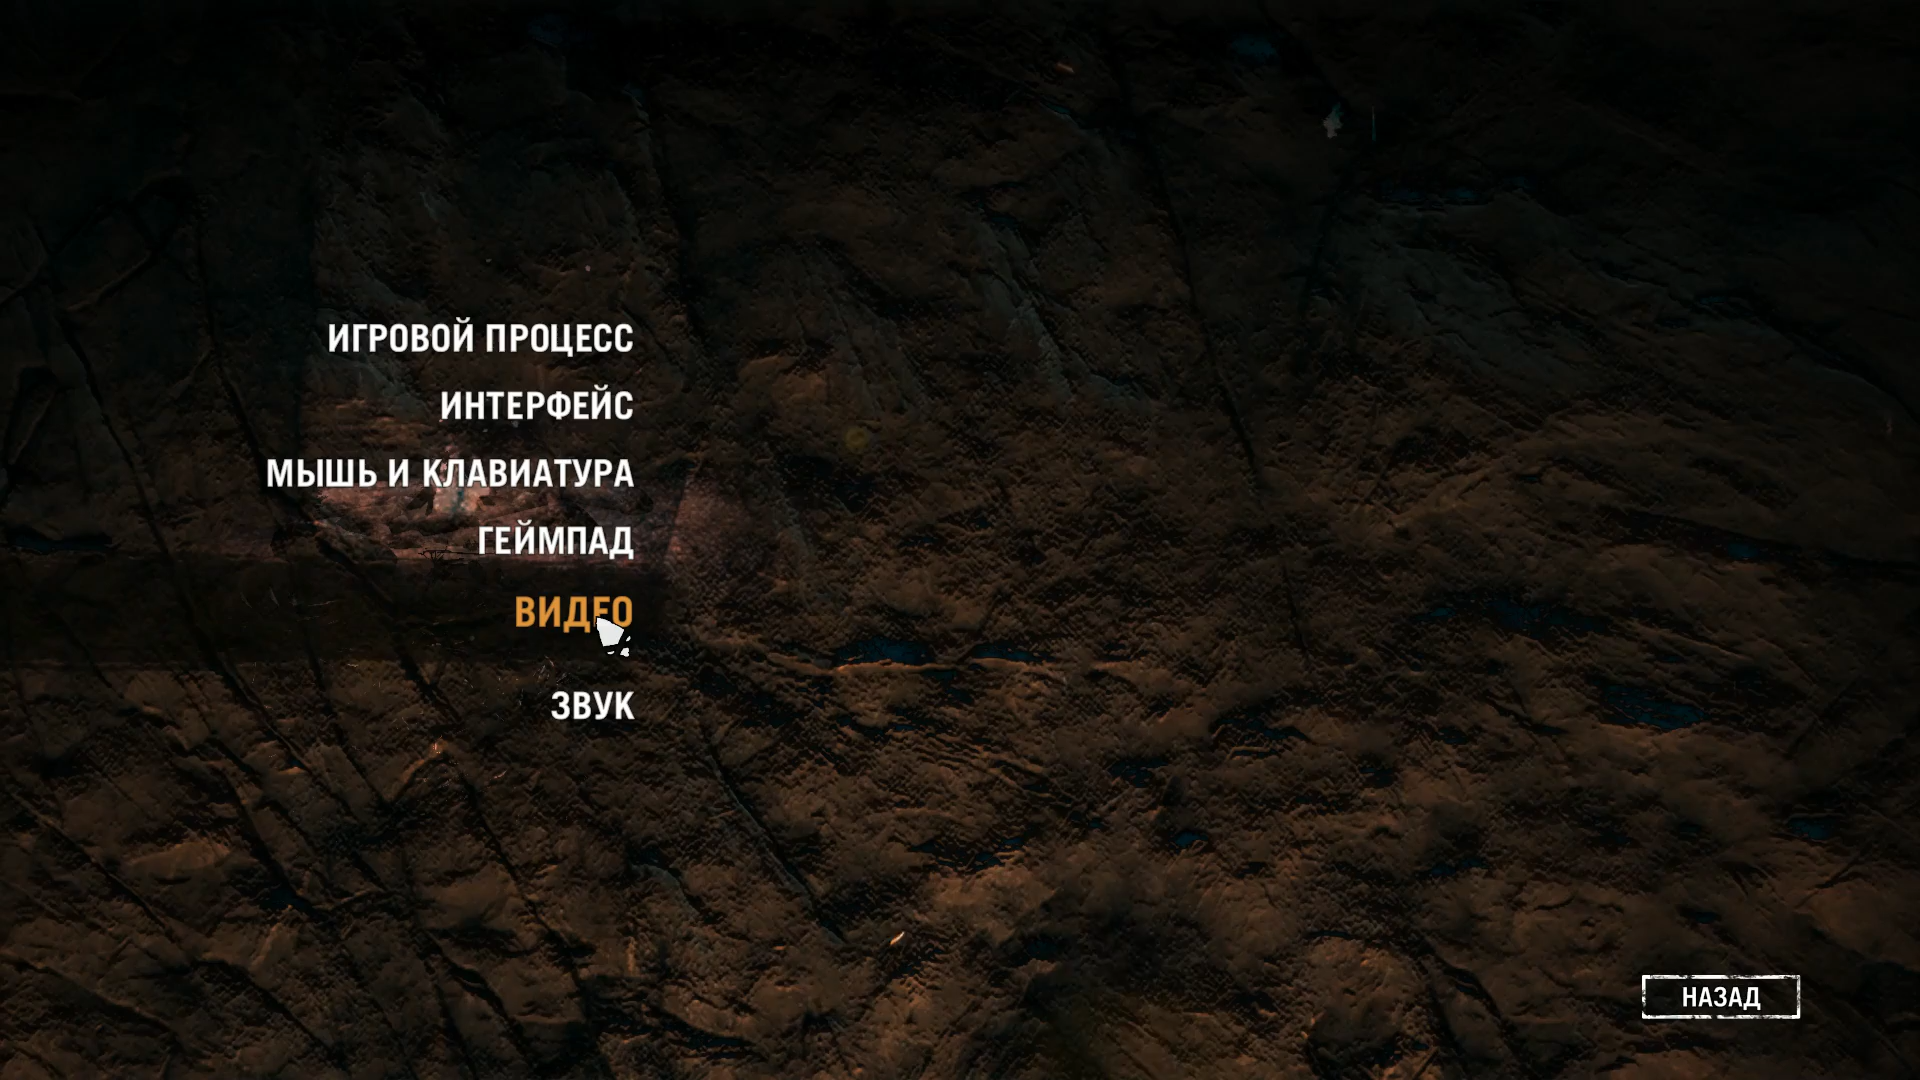 ИГРОВОЙ ПРОЦЕСС
ИНТЕРФЕЙС
МЫШЬ И КЛАВИАТУРА
ГЕЙМПАД
ВИДЕО
ЗВУК
НАЗАД